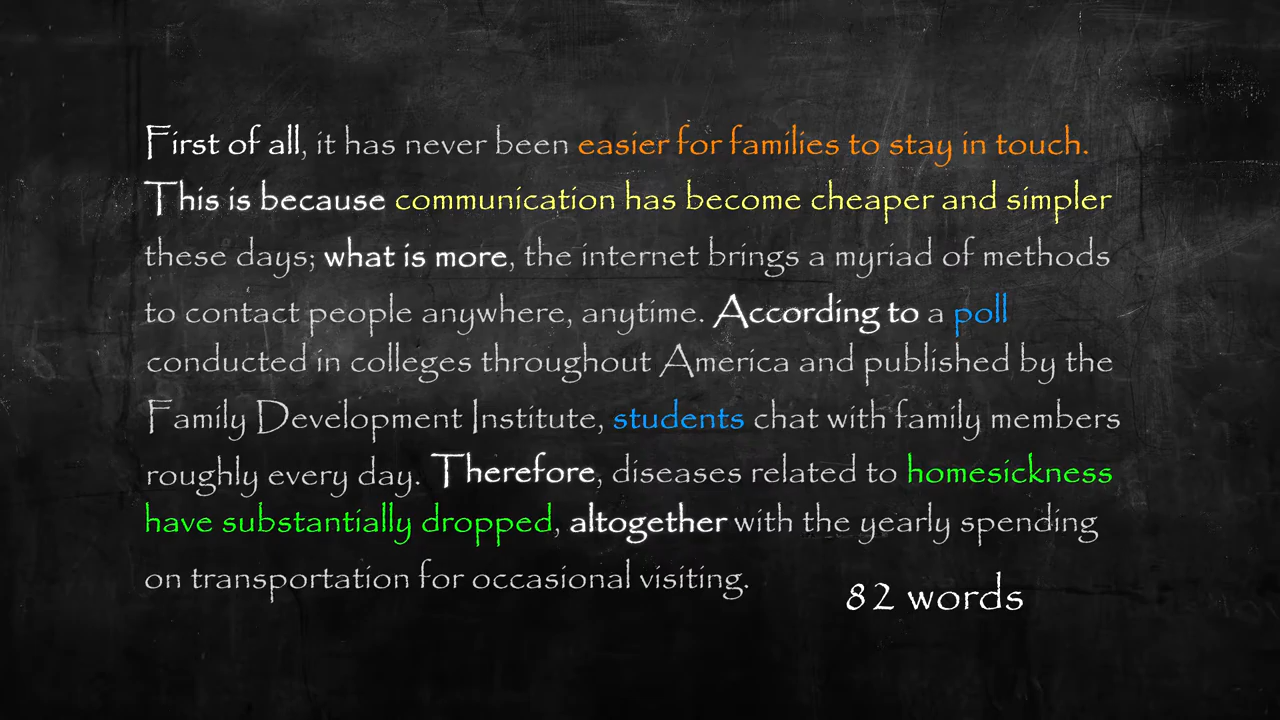 First of all, it has never been easier for families to stay in touch.
This is because communication has become cheaper and simpler
these days; what is more, the internet brings a myriad of methods
to contact people anywhere, anytime. According to a poll
conducted in colleges throughout America and published by the
Family Development Institute, students chat with family members
roughly every day. Therefore, diseases related to homesickness
have substantially dropped, altogether with the yearly spending
on transportation for occasional visiting.
82 words